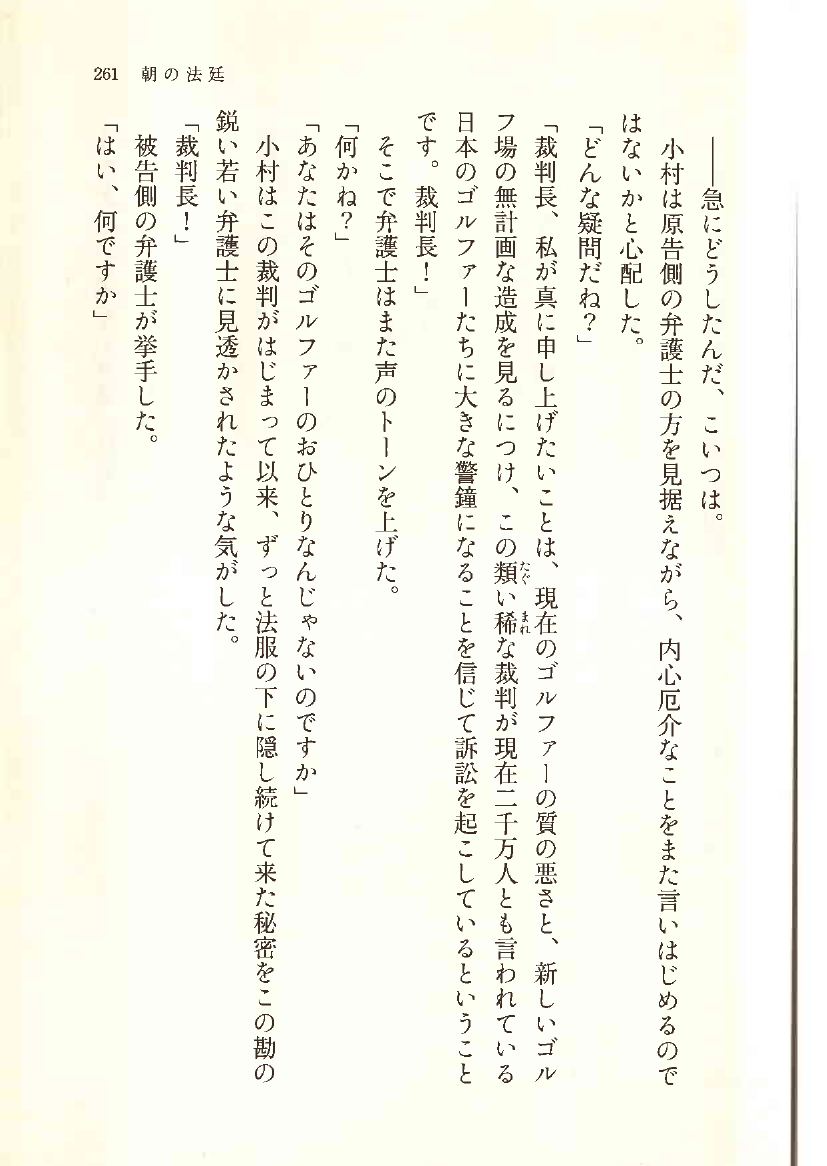 261 朝の法廷
――急にどうしたんだ、こいつは。
小村は原告側の弁護士の方を見据えながら、内心厄介なことをまた言いはじめるので
はないかと心配した。
「どんな疑問だね？」
「裁判長、私が真に申し上げたいことは、現在のゴルファーの質の悪さと、新しいゴル
フ場の無計画な造成を見るにつけ、この類い稀な裁判が現在二千万人とも言われている
日本のゴルファーたちに大きな警鐘になることを信じて訴訟を起こしているということ
です。裁判長！」
そこで弁護士はまた声のトーンを上げた。
「何かね？」
「あなたはそのゴルファーのおひとりなんじゃないのですか」
小村はこの裁判がはじまって以来、ずっと法服の下に隠し続けて来た秘密をこの勘の
鋭い若い弁護士に見透かされたような気がした。
「裁判長！」
被告側の弁護士が挙手した。
「はい、何ですか」